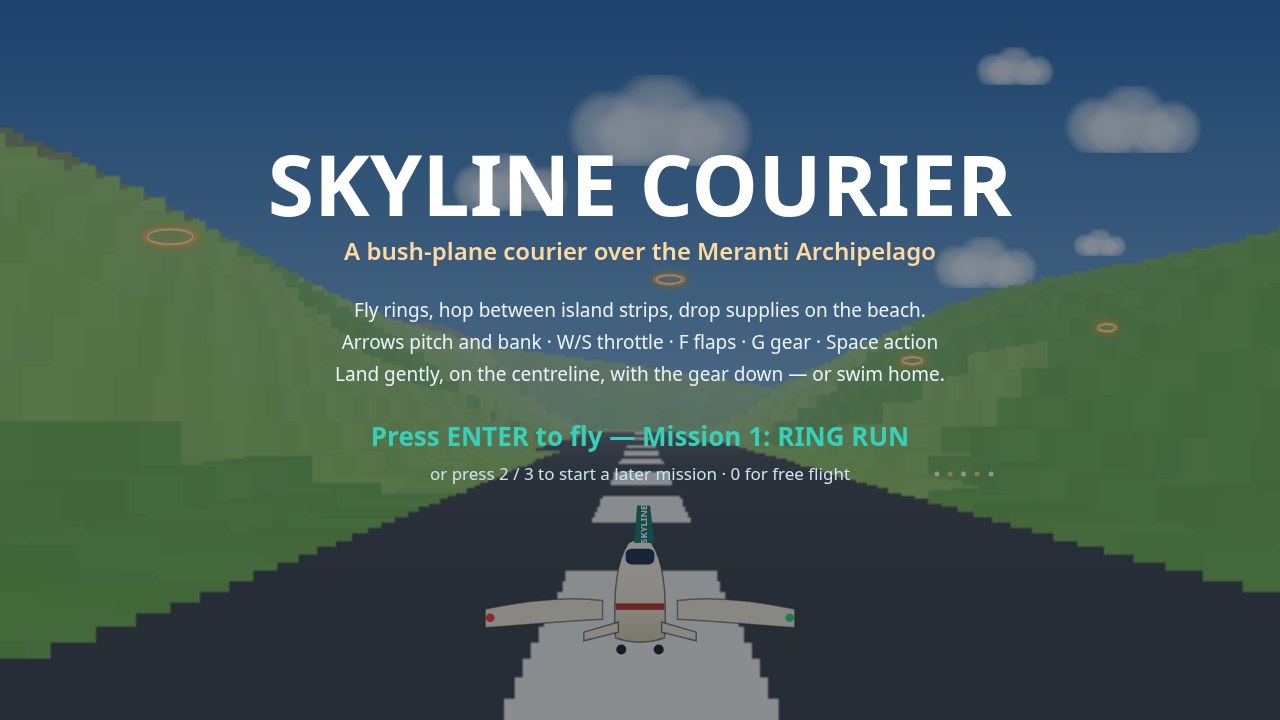 SKYLINE COURIER
A bush-plane courier over the Meranti Archipelago
Fly rings, hop between island strips, drop supplies on the beach.
Arrows pitch and bank · W/S throttle · F flaps · G gear · Space action
Land gently, on the centreline, with the gear down — or swim home.
Press ENTER to fly — Mission 1: RING RUN
or press 2 / 3 to start a later mission · 0 for free flight
SKYLINE